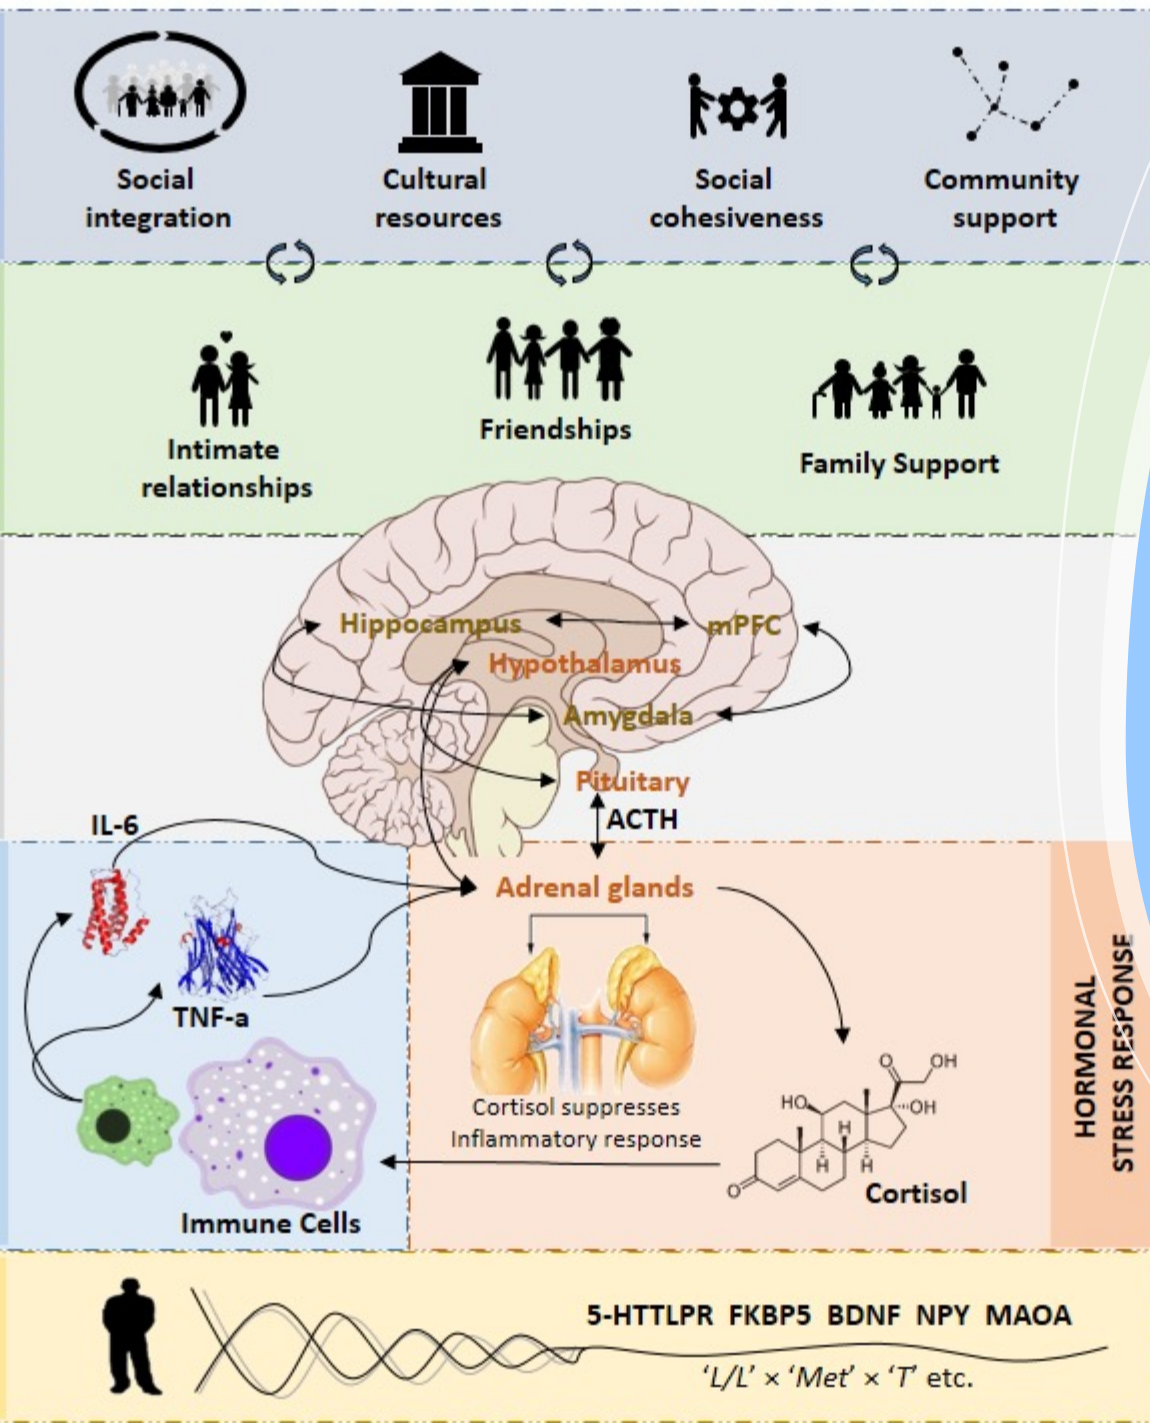 Social
integration
Cultural
resources
Social
cohesiveness
Community
support
Intimate
relationships
Friendships
Family Support
Hippocampus
mPFC
Hypothalamus
Amygdala
Pituitary
ACTH
IL-6
Adrenal glands
TNF-a
Cortisol suppresses
Inflammatory response
Immune Cells
O
OH
HO
OH
H
H
H
O
Cortisol
HORMONAL
STRESS RESPONSE
5-HTTLPR FKBP5 BDNF NPY MAOA
‘L/L’ × ‘Met’ × ‘T’ etc.